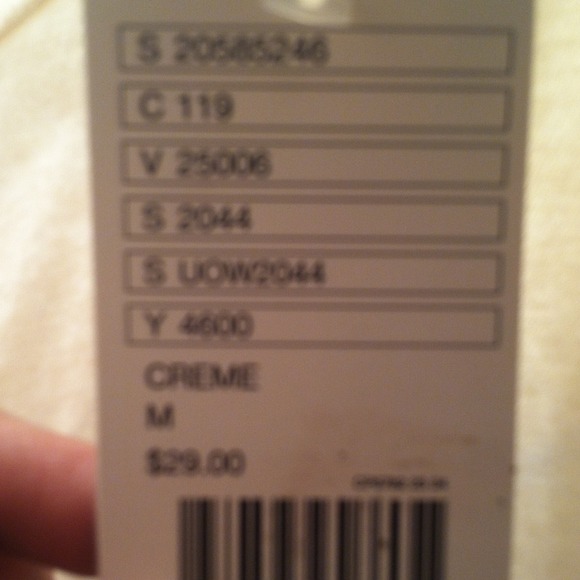 S 20585246
C 119
V 25006
S 2044
S UOW2044
Y 4600
CREME
M
$29.00